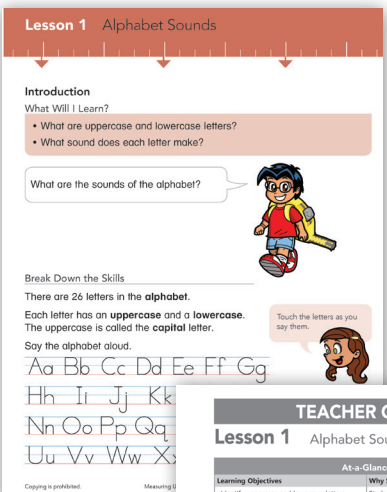 Lesson 1 Alphabet Sounds
Introduction
What Will I Learn?
• What are uppercase and lowercase letters?
• What sound does each letter make?
What are the sounds of the alphabet?
Break Down the Skills
There are 26 letters in the alphabet.
Each letter has an uppercase and a lowercase.
The uppercase is called the capital letter.
Touch the letters as you
say them.
Say the alphabet aloud.
Aa Bb Cc Dd Ee Ff Gg
Hh Ii Jj Kk
Nn Oo Pp Qq
Uu Vv Ww
Copying is prohibited.
Measuring
TEACHER
Lesson 1 Alphabet
At-a-Glance
Learning Objectives
Why